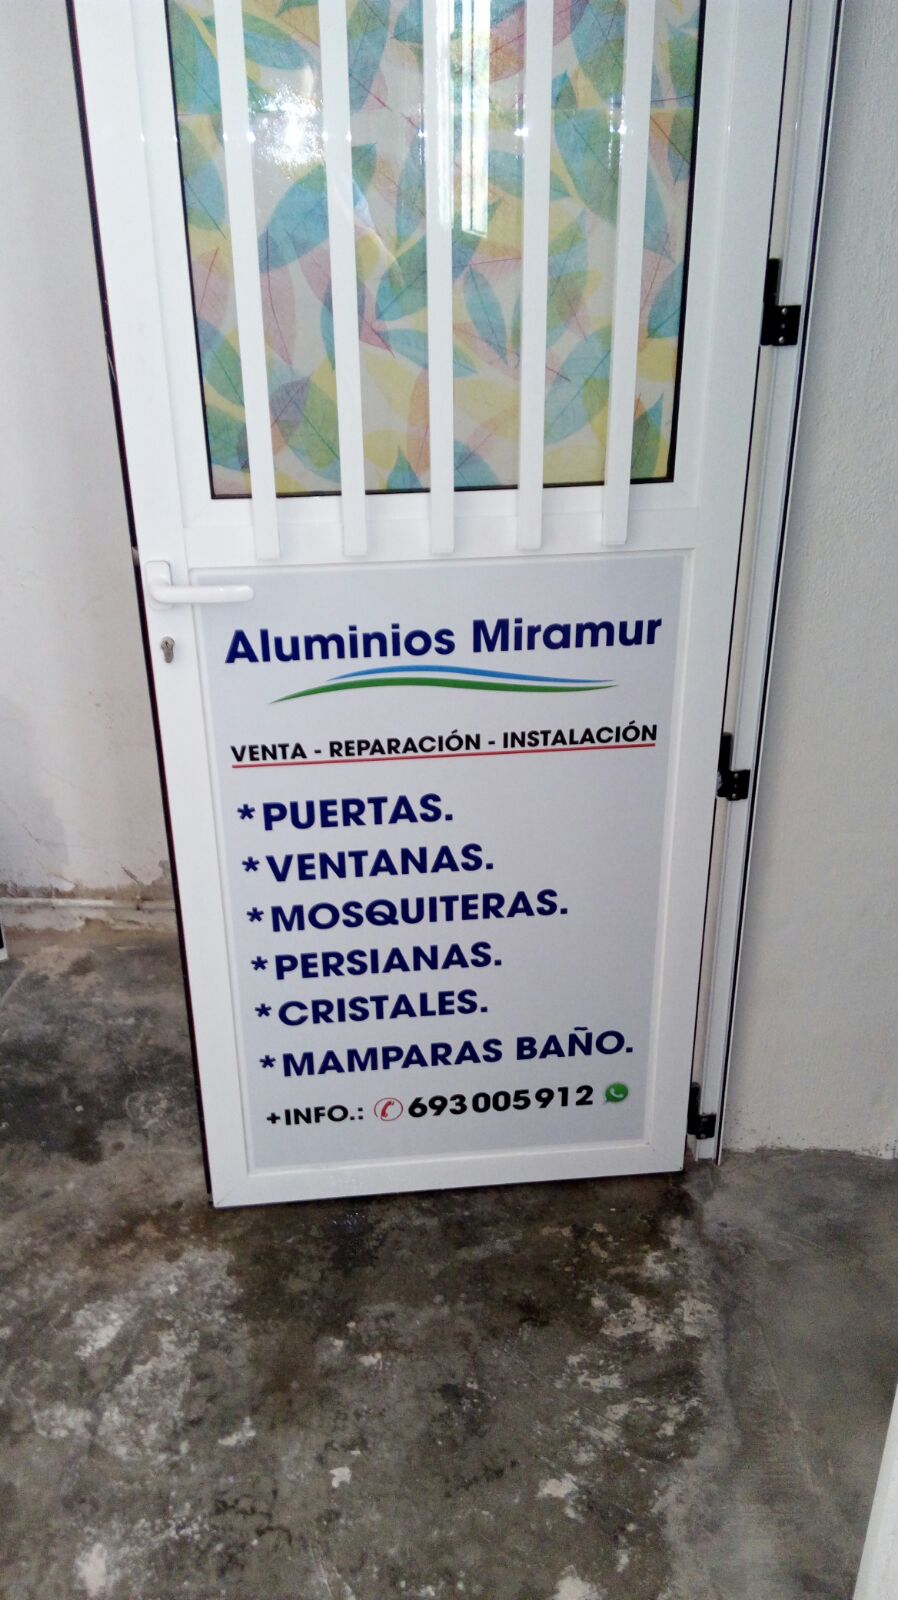 Aluminios Miramur
VENTA - REPARACIÓN - INSTALACIÓN
*PUERTAS.
*VENTANAS.
*MOSQUITERAS.
*PERSIANAS.
*CRISTALES.
*MAMPARAS BAÑO.
+INFO.: 693005912